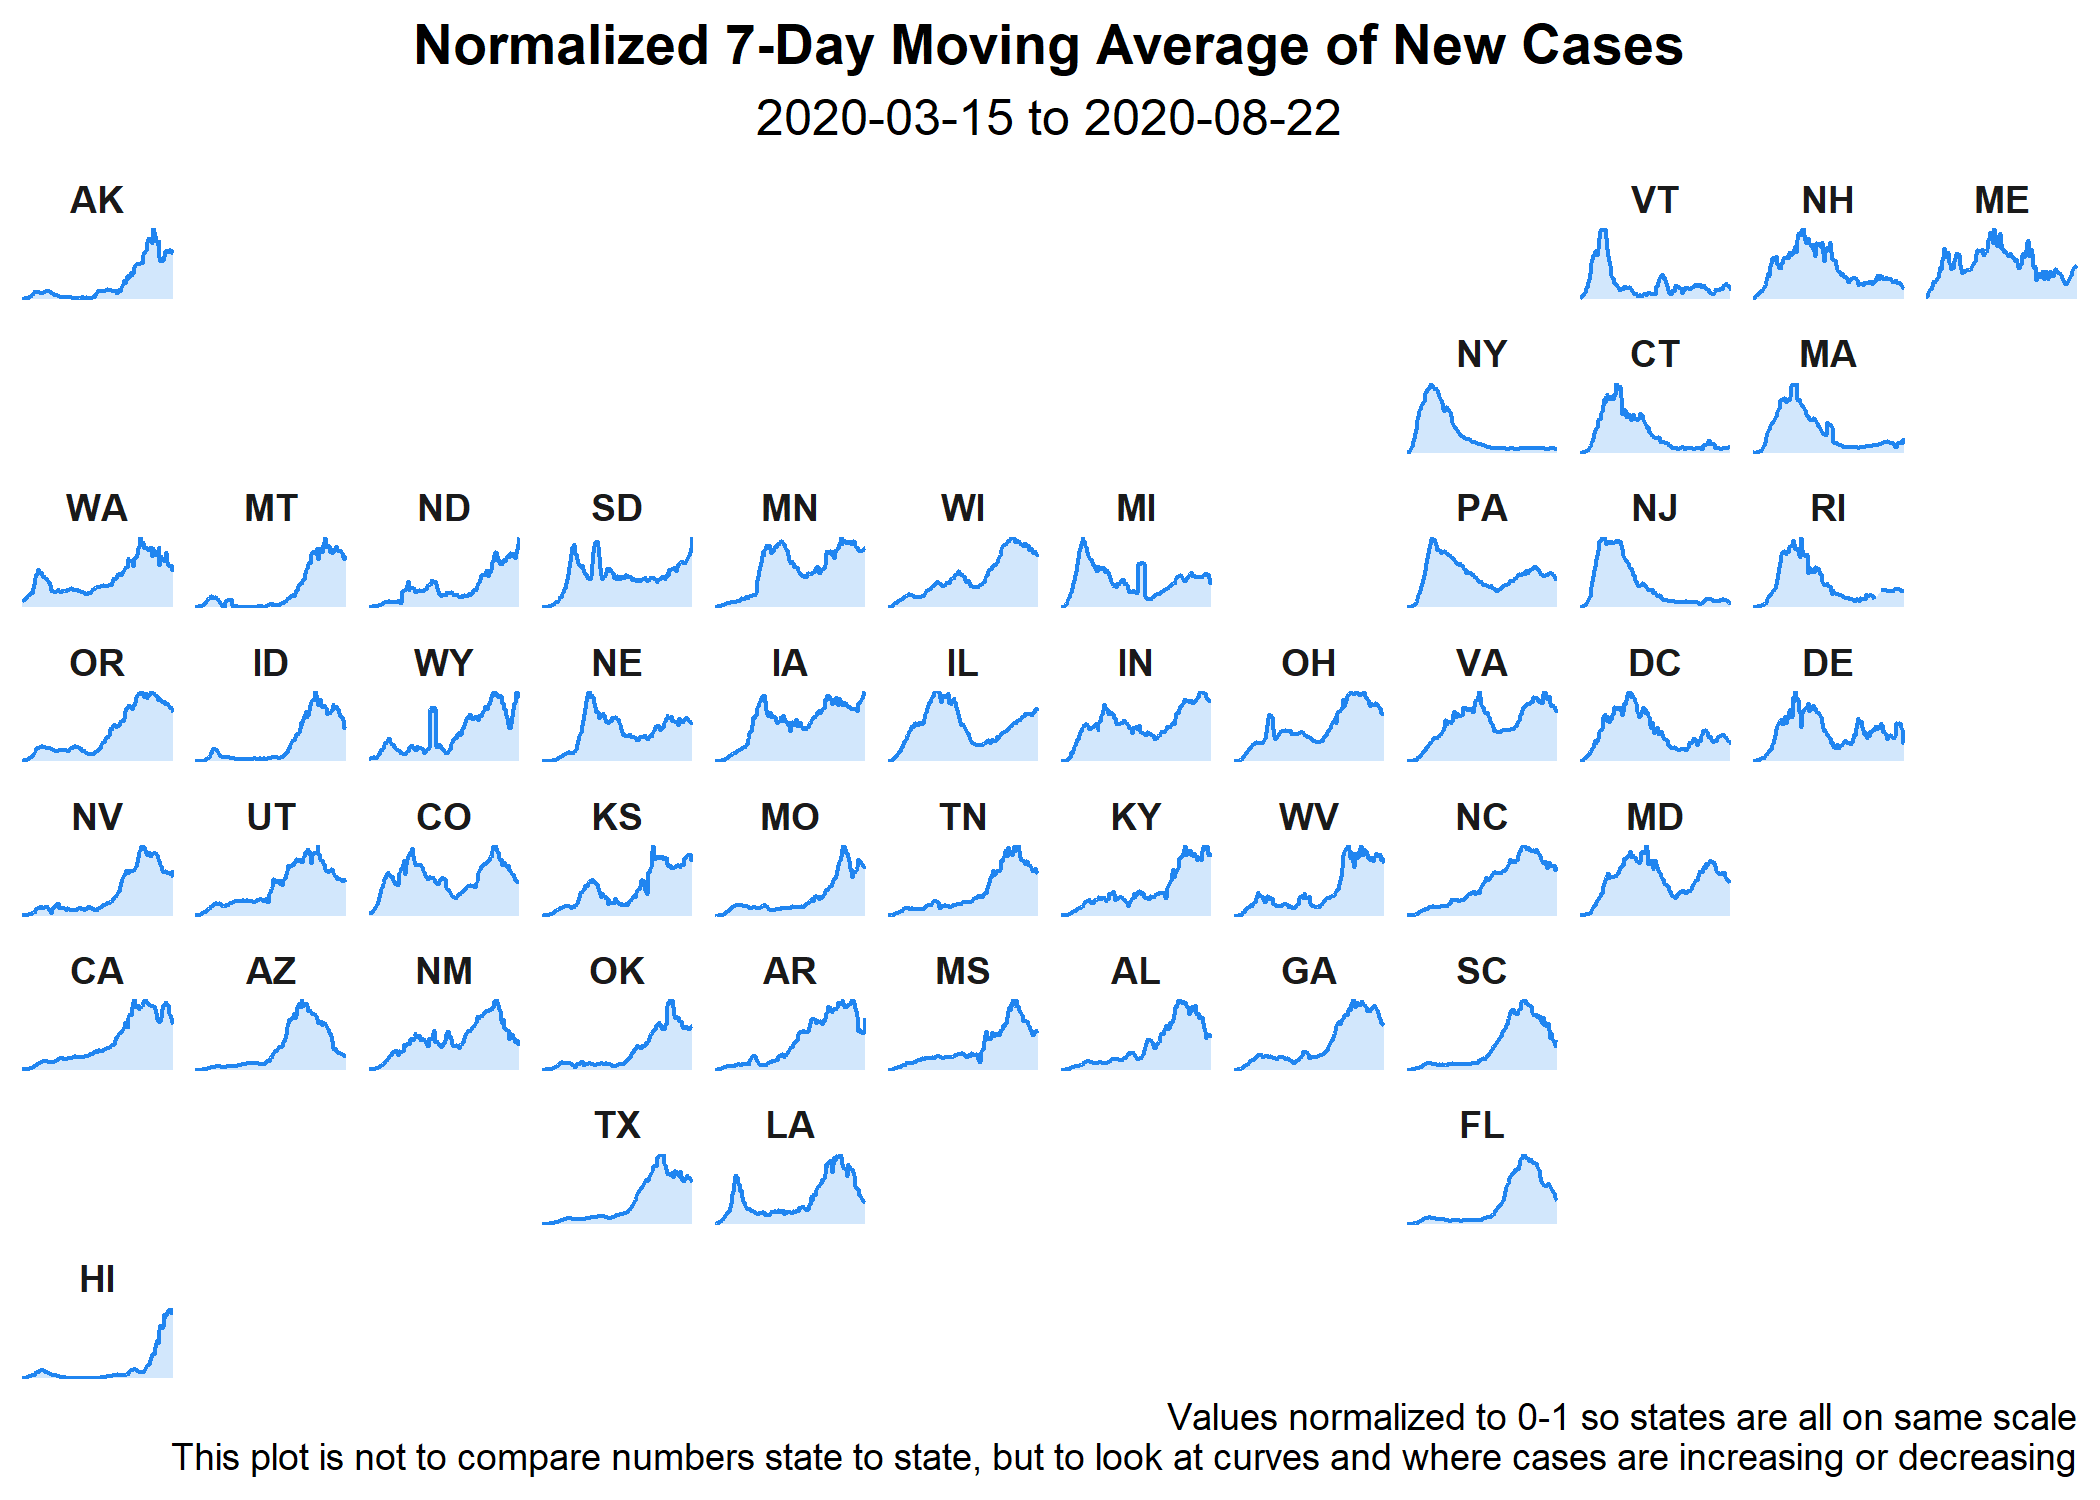 Normalized 7-Day Moving Average of New Cases
2020-03-15 to 2020-08-22
AK VT NH ME
NY CT MA
WA MT ND SD MN WI MI PA NJ RI
OR ID WY NE IA IL IN OH VA DC DE
NV UT CO KS MO TN KY WV NC MD
CA AZ NM OK AR MS AL GA SC
TX LA FL
HI
Values normalized to 0-1 so states are all on same scale
This plot is not to compare numbers state to state, but to look at curves and where cases are increasing or decreasing